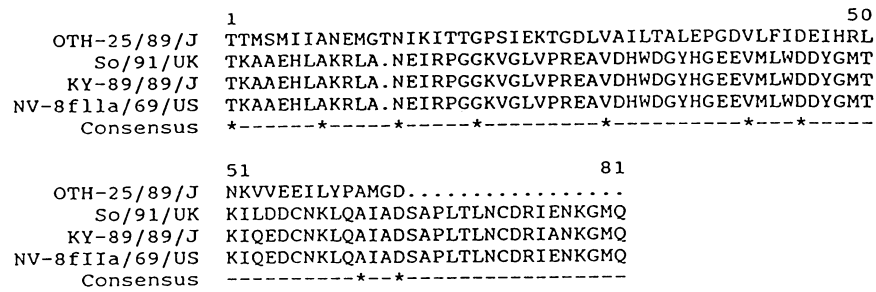 1 50
OTH-25/89/J TTMSMIIANEMGTNIKITTGPSIEKTGDLVAILTALEPGDVLFIDEIHRL
So/91/UK TKAAEHLAKRLA.NEIRPGGKVGLVPREAVDHWDGYHGEEVMLWDDYGMT
KY-89/89/J TKAAEHLAKRLA.NEIRPGGKVGLVPREAVDHWDGYHGEEVMLWDDYGMT
NV-8flla/69/US TKAAEHLAKRLA.NEIRPGGKVGLVPREAVDHWDGYHGEEVMLWDDYGMT
Consensus *------*-----*-----*---------*----------*---*-----
51 81
OTH-25/89/J NKVVEEILYPAMGD.................
So/91/UK KILDDCNKLQAIADSAPLTLNCDRIENKGMQ
KY-89/89/J KIQEDCNKLQAIADSAPLTLNCDRIANKGMQ
NV-8fIIa/69/US KIQEDCNKLQAIADSAPLTLNCDRIENKGMQ
Consensus ----------*--*-----------------